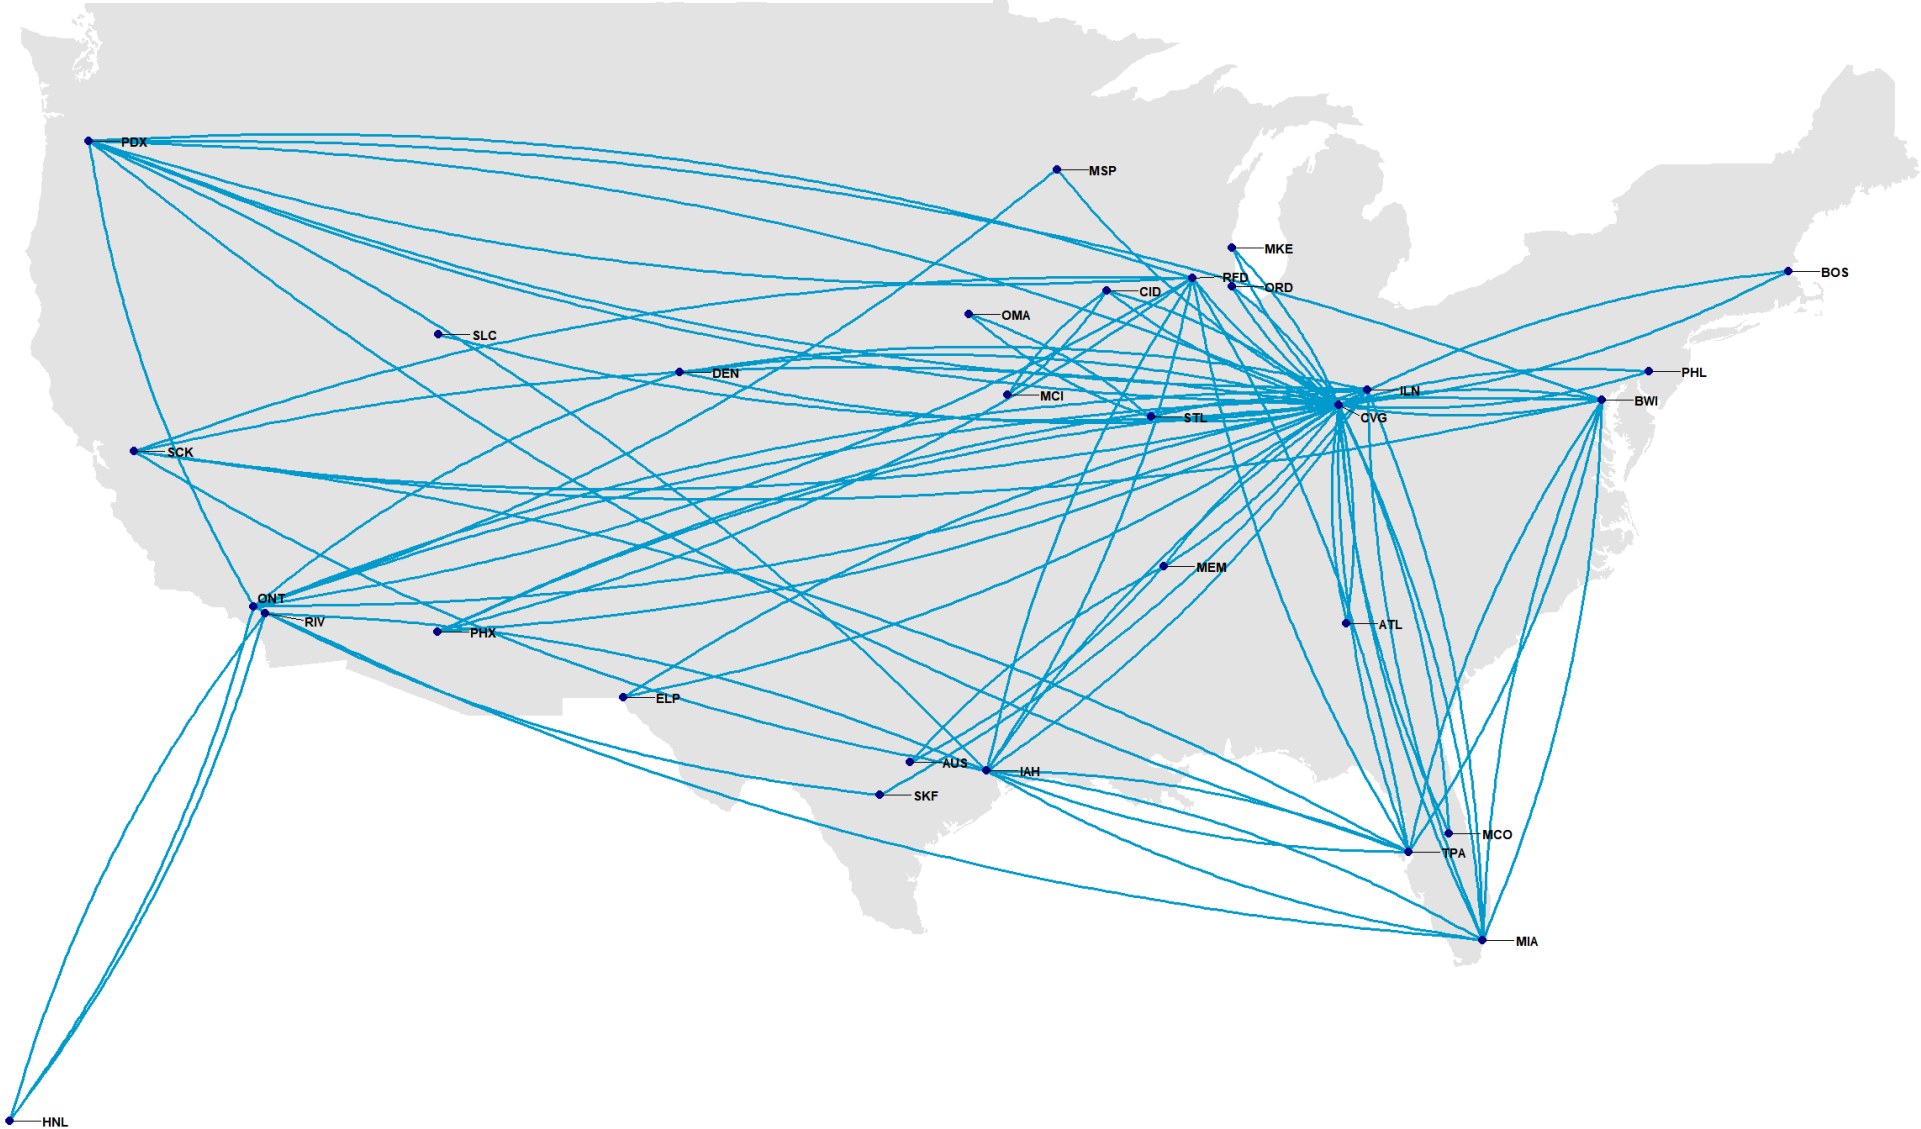 PDX
MSP
MKE
BOS
RFD
ORD
CID
OMA
SLC
DEN
PHL
ILN
MCI
BWI
STL
CVG
SCK
MEM
ONT
RIV
ATL
PHX
ELP
AUS
IAH
SKF
MCO
TPA
MIA
HNL